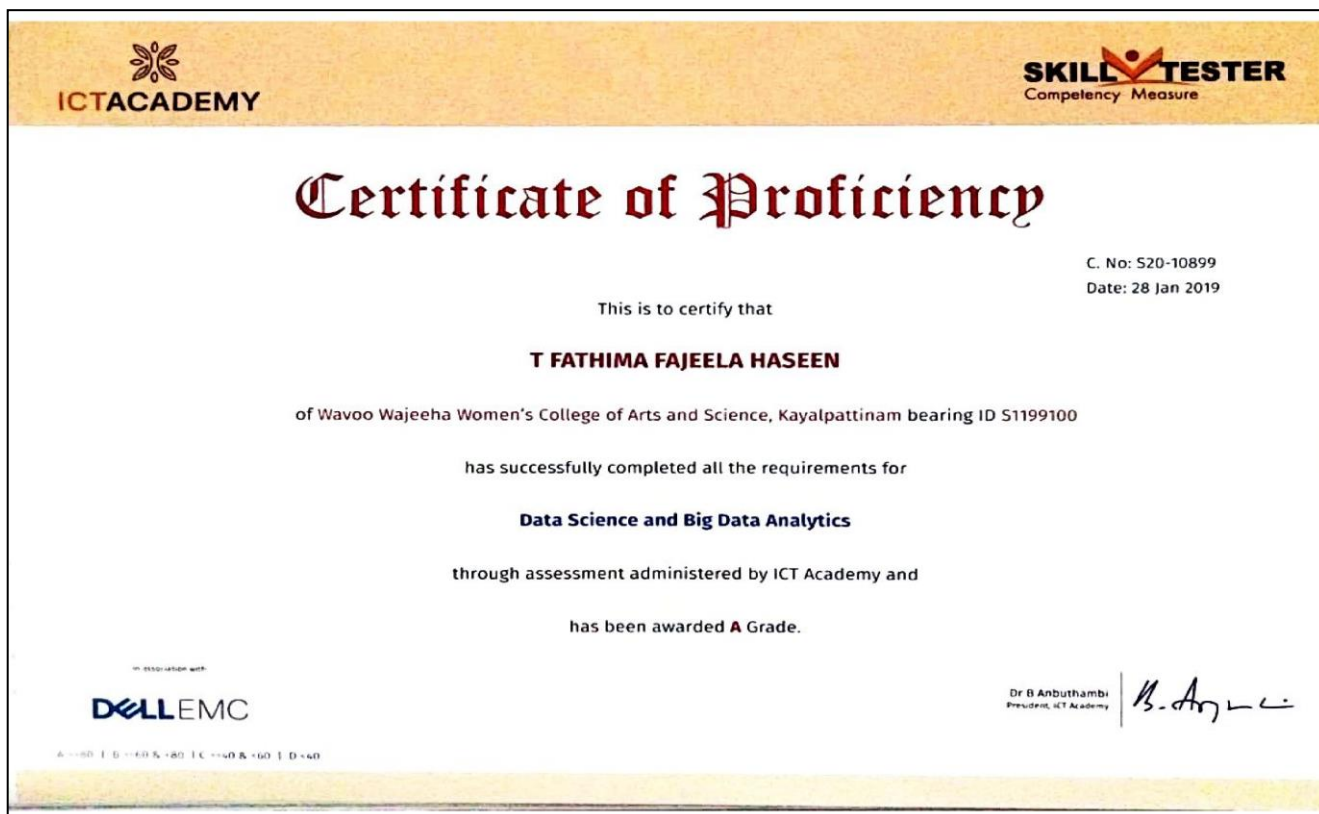 ICTACADEMY
SKILL TESTER
Competency Measure
Certificate of Proficiency
C. No: S20-10899
Date: 28 Jan 2019
This is to certify that
T FATHIMA FAJEELA HASEEN
of Wavoo Wajeeha Women's College of Arts and Science, Kayalpattinam bearing ID S1199100
has successfully completed all the requirements for
Data Science and Big Data Analytics
through assessment administered by ICT Academy and
has been awarded A Grade.
in association with
DELLEMC
Dr B Anbuthambi
President, ICT Academy